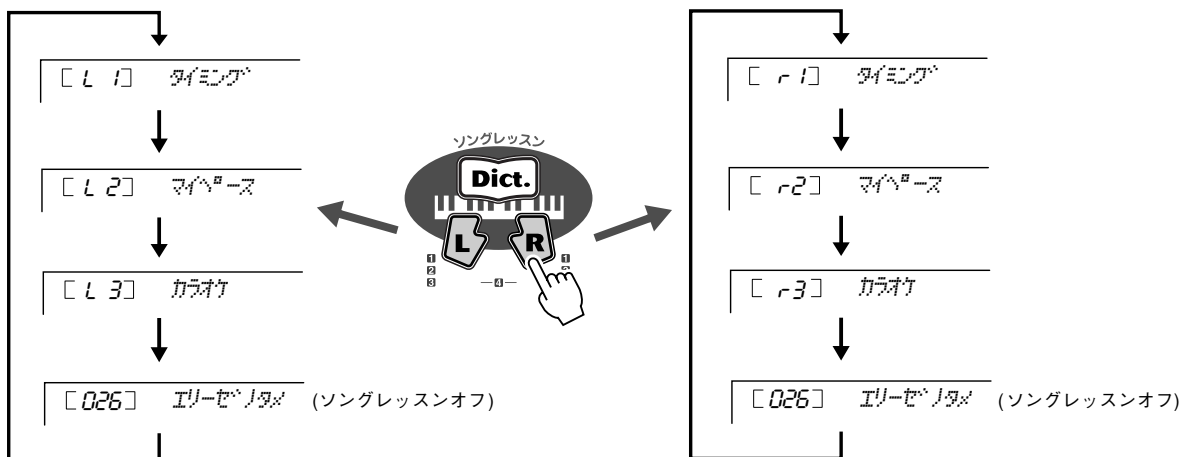 [L 1] タイミング
[L 2] マイペース
[L 3] カラオケ
[026] エリーゼノタメ (ソングレッスンオフ)
ソングレッスン
Dict.
L R
1 1
2
3 —4—
[ r1] タイミング
[ r2] マイペース
[ r3] カラオケ
[026] エリーゼノタメ (ソングレッスンオフ)